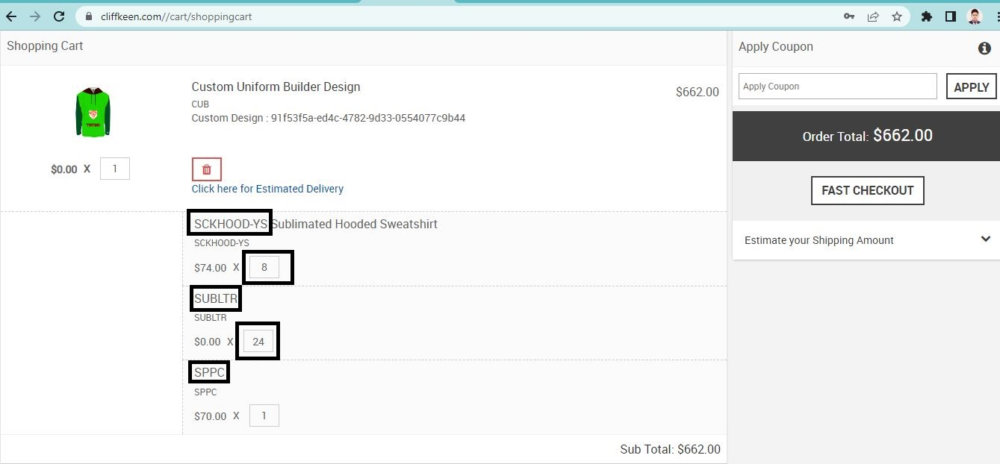 cliffkeen.com//cart/shoppingcart
Shopping Cart
Custom Uniform Builder Design
CUB
Custom Design : 91f53f5a-ed4c-4782-9d33-0554077c9b44
$662.00
$0.00 X 1
Click here for Estimated Delivery
SCKHOOD-YS Sublimated Hooded Sweatshirt
SCKHOOD-YS
$74.00 X 8
SUBLTR
SUBLTR
$0.00 X 24
SPPC
SPPC
$70.00 X 1
Sub Total: $662.00
Apply Coupon
Apply Coupon
APPLY
Order Total: $662.00
FAST CHECKOUT
Estimate your Shipping Amount